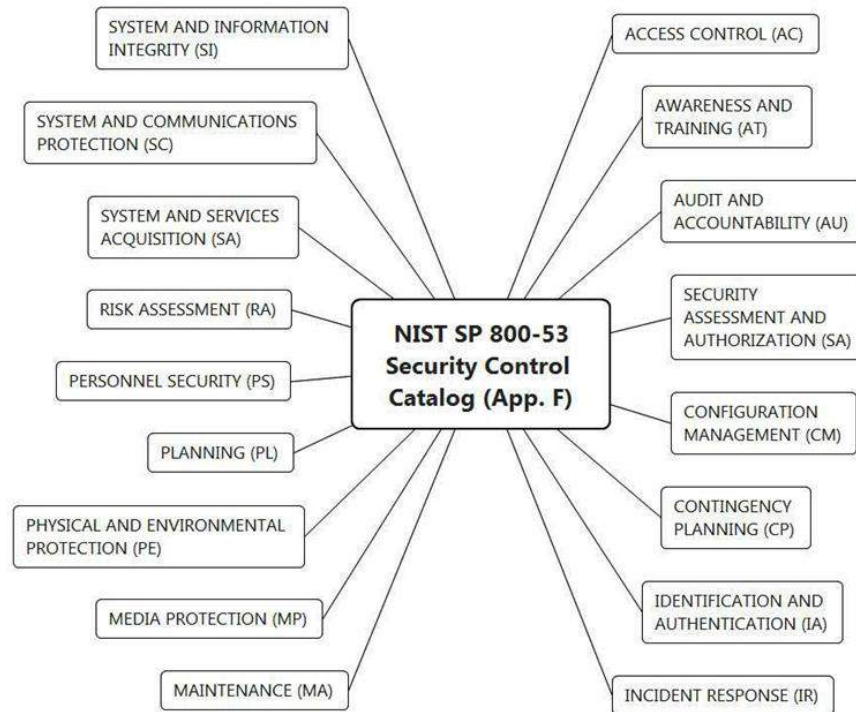 SYSTEM AND INFORMATION
INTEGRITY (SI)
SYSTEM AND COMMUNICATIONS
PROTECTION (SC)
SYSTEM AND SERVICES
ACQUISITION (SA)
RISK ASSESSMENT (RA)
PERSONNEL SECURITY (PS)
PLANNING (PL)
PHYSICAL AND ENVIRONMENTAL
PROTECTION (PE)
MEDIA PROTECTION (MP)
MAINTENANCE (MA)
NIST SP 800-53
Security Control
Catalog (App. F)
ACCESS CONTROL (AC)
AWARENESS AND
TRAINING (AT)
AUDIT AND
ACCOUNTABILITY (AU)
SECURITY
ASSESSMENT AND
AUTHORIZATION (SA)
CONFIGURATION
MANAGEMENT (CM)
CONTINGENCY
PLANNING (CP)
IDENTIFICATION AND
AUTHENTICATION (IA)
INCIDENT RESPONSE (IR)